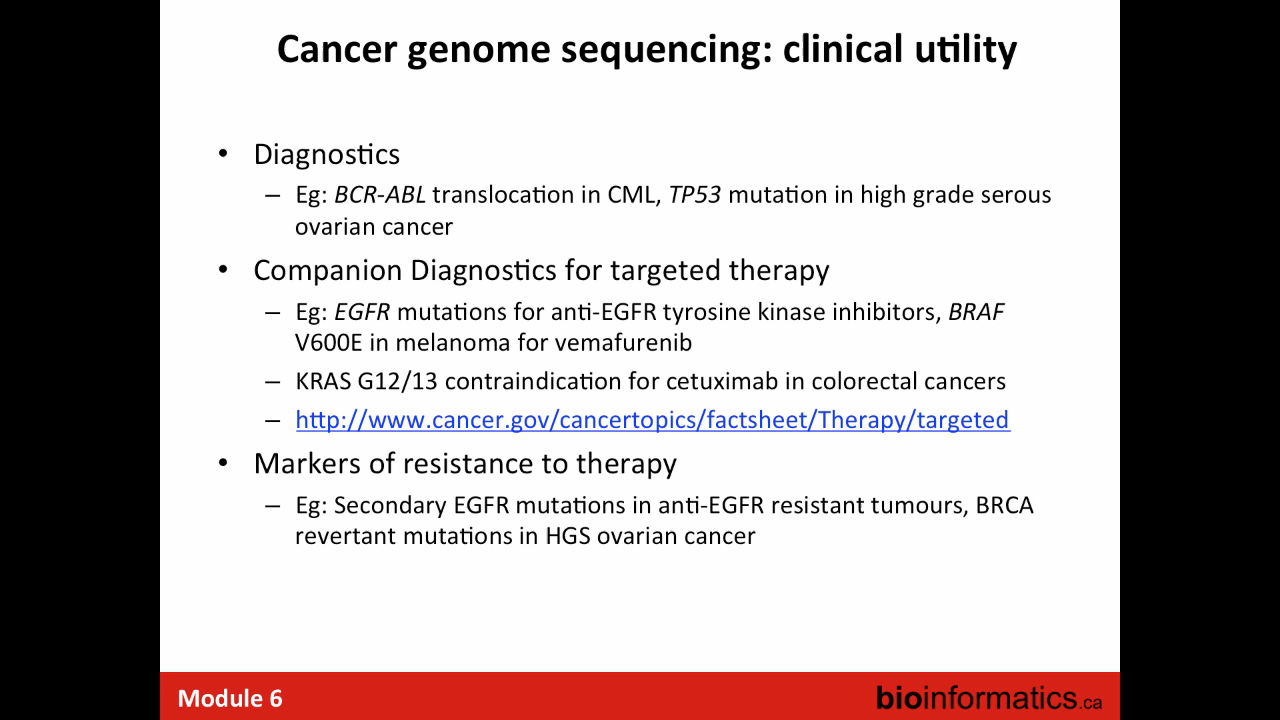 Cancer genome sequencing: clinical utility
• Diagnostics
– Eg: BCR-ABL translocation in CML, TP53 mutation in high grade serous
ovarian cancer
• Companion Diagnostics for targeted therapy
– Eg: EGFR mutations for anti-EGFR tyrosine kinase inhibitors, BRAF
V600E in melanoma for vemafurenib
– KRAS G12/13 contraindication for cetuximab in colorectal cancers
– http://www.cancer.gov/cancertopics/factsheet/Therapy/targeted
• Markers of resistance to therapy
– Eg: Secondary EGFR mutations in anti-EGFR resistant tumours, BRCA
revertant mutations in HGS ovarian cancer
Module 6
bioinformatics.ca